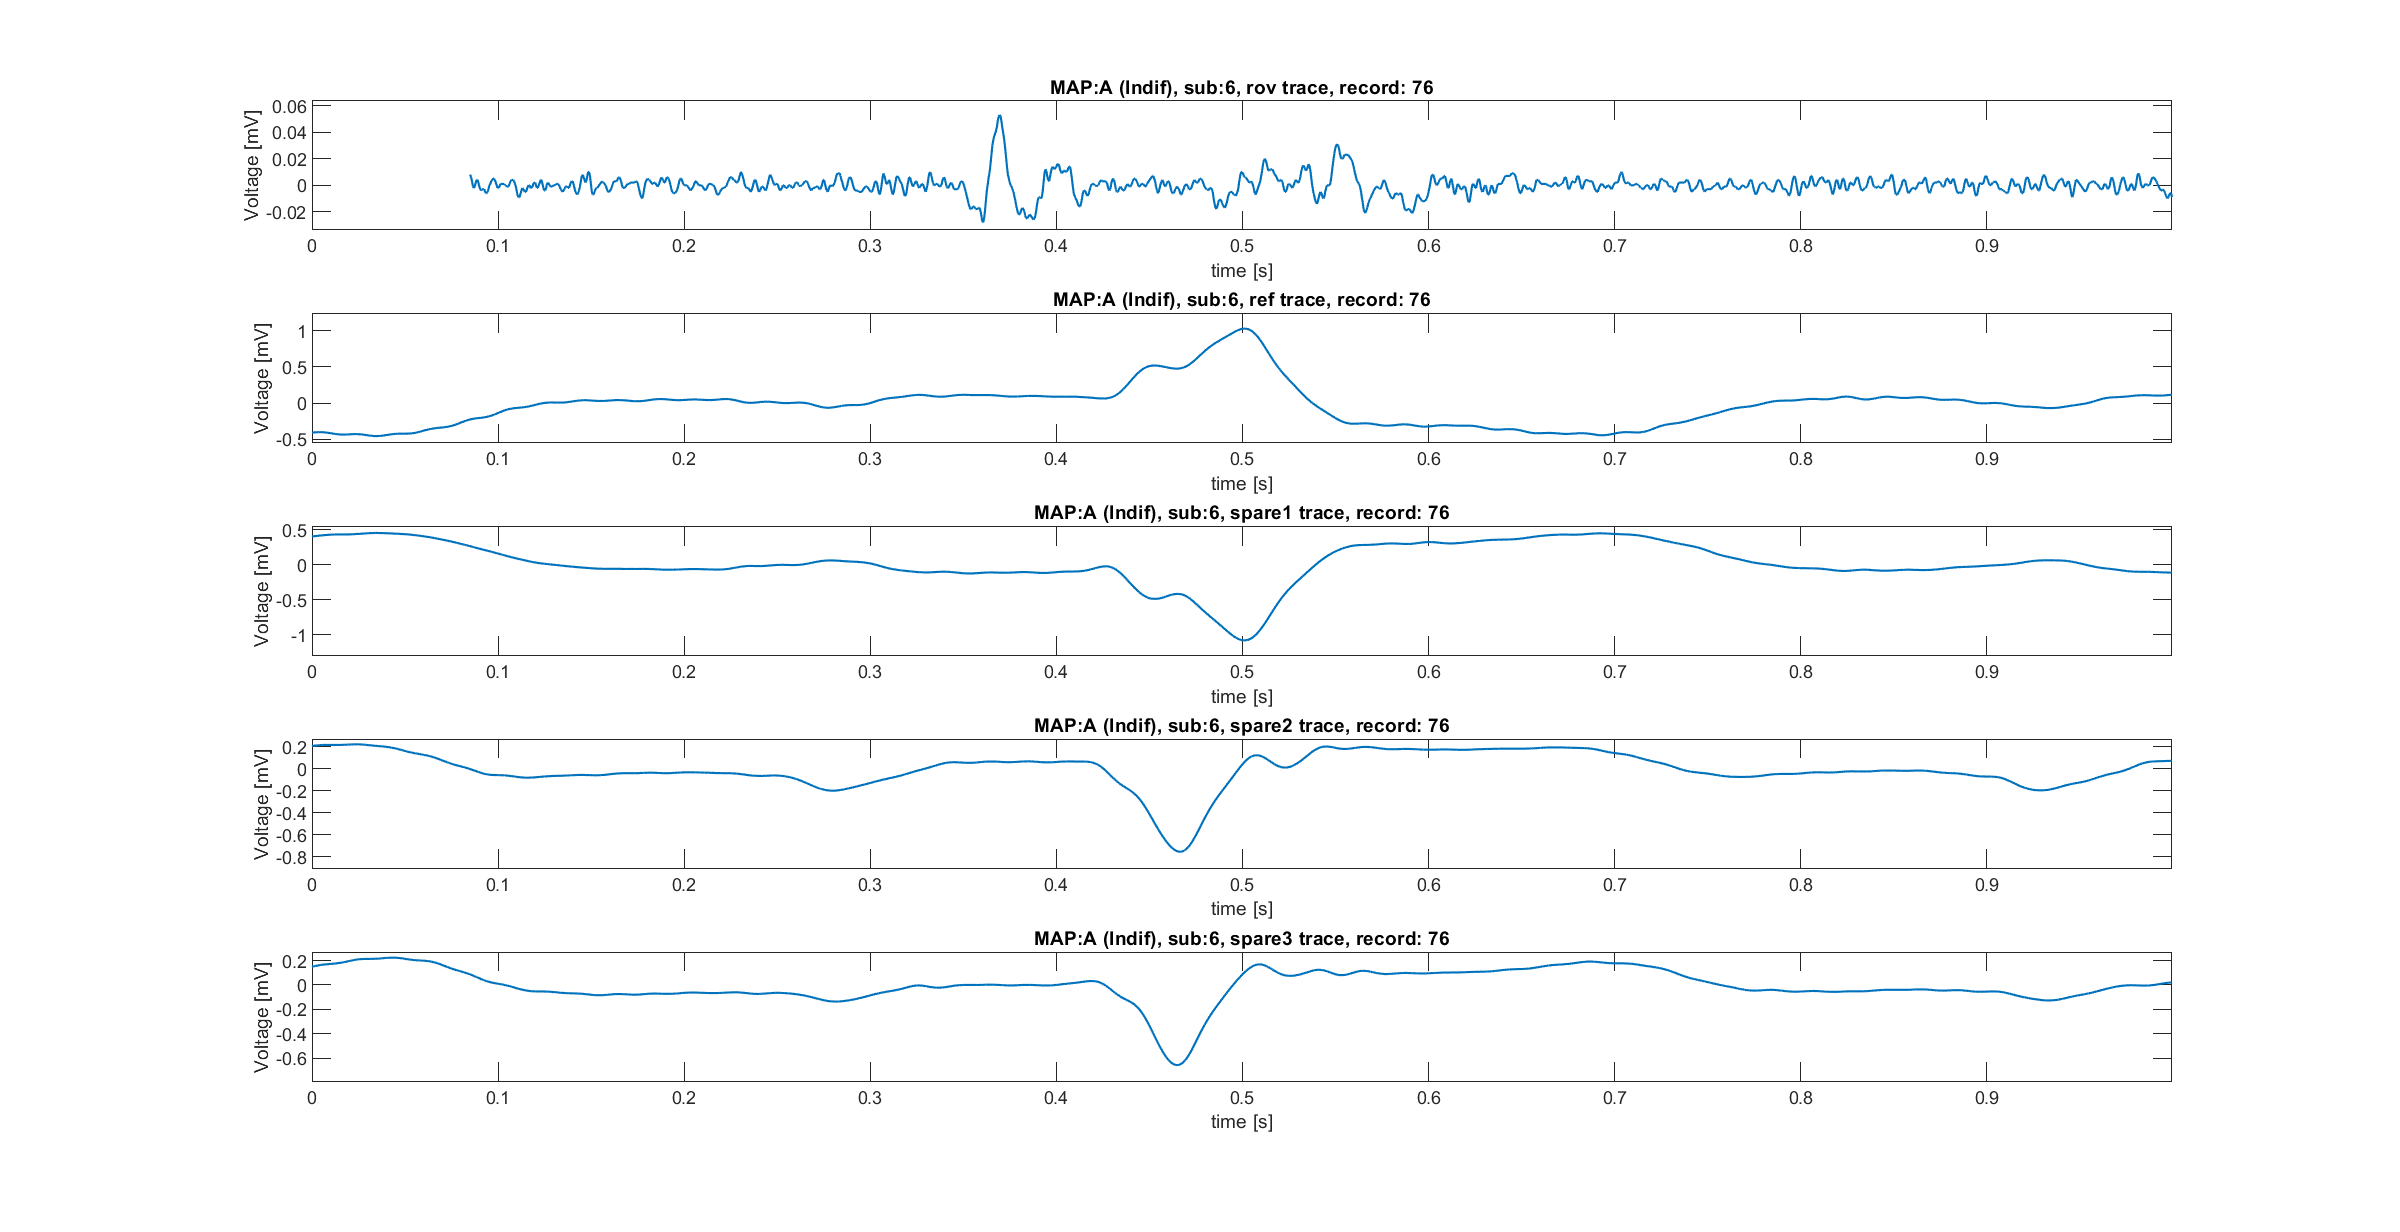 MAP:A (Indif), sub:6, rov trace, record: 76
Voltage [mV]
0.06
0.04
0.02
0
-0.02
0 0.1 0.2 0.3 0.4 0.5 0.6 0.7 0.8 0.9
time [s]
MAP:A (Indif), sub:6, ref trace, record: 76
Voltage [mV]
1
0.5
0
-0.5
0 0.1 0.2 0.3 0.4 0.5 0.6 0.7 0.8 0.9
time [s]
MAP:A (Indif), sub:6, spare1 trace, record: 76
Voltage [mV]
0.5
0
-0.5
-1
0 0.1 0.2 0.3 0.4 0.5 0.6 0.7 0.8 0.9
time [s]
MAP:A (Indif), sub:6, spare2 trace, record: 76
Voltage [mV]
0.2
0
-0.2
-0.4
-0.6
-0.8
0 0.1 0.2 0.3 0.4 0.5 0.6 0.7 0.8 0.9
time [s]
MAP:A (Indif), sub:6, spare3 trace, record: 76
Voltage [mV]
0.2
0
-0.2
-0.4
-0.6
0 0.1 0.2 0.3 0.4 0.5 0.6 0.7 0.8 0.9
time [s]